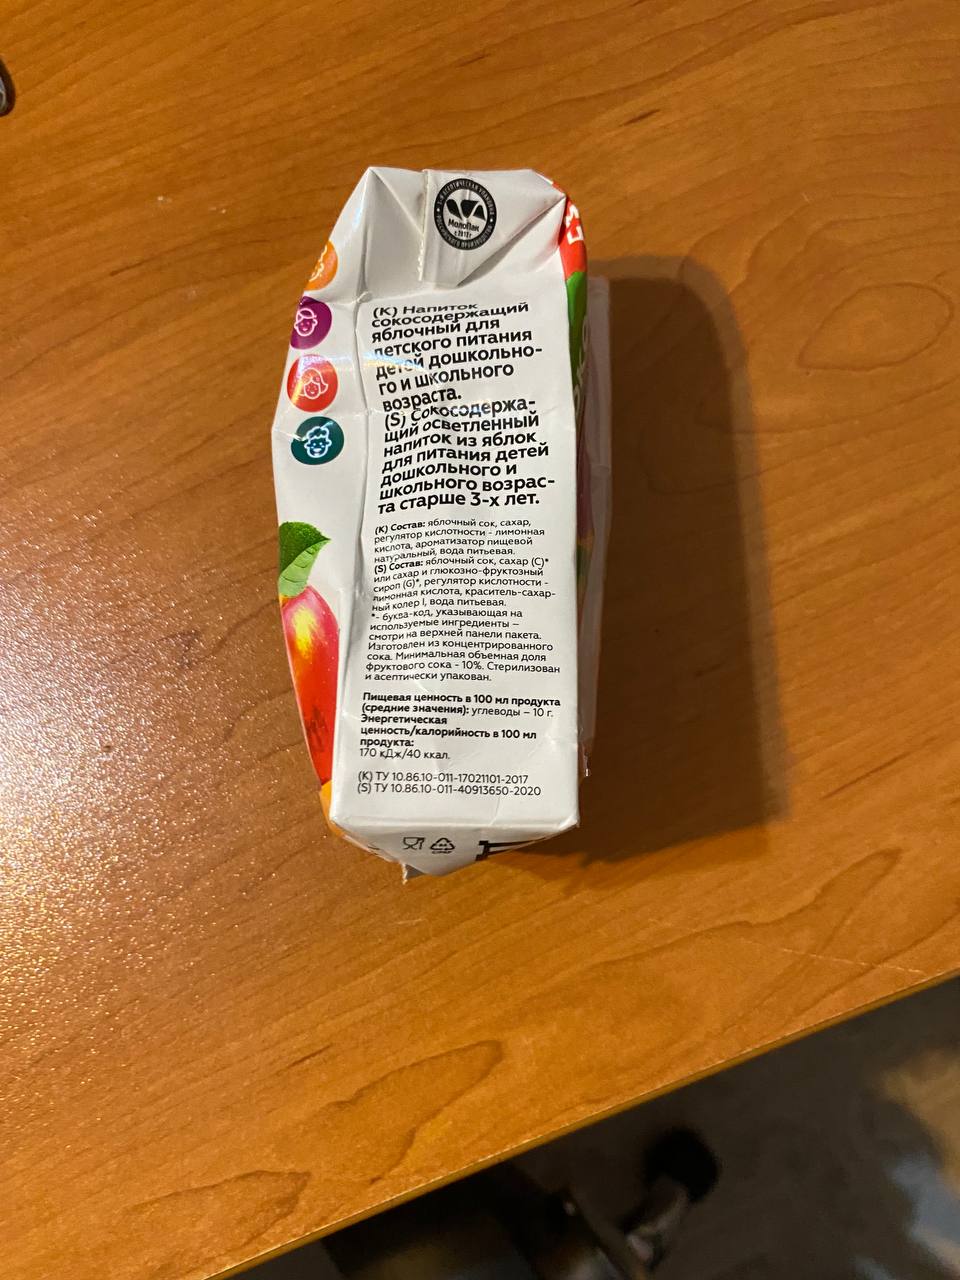 АСЕПТИЧЕСКАЯ УПАКОВКА
МолоПак
с 2012 г
РОССИЙСКОГО ПРОИЗВОДСТВА
(K) Напиток
сокосодержащий
яблочный для
детского питания
детей дошкольно-
го и школьного
возраста.
(S) Сокосодержа-
щий осветленный
напиток из яблок
для питания детей
дошкольного и
школьного возрас-
та старше 3-х лет.
(K) Состав: яблочный сок, сахар,
регулятор кислотности - лимонная
кислота, ароматизатор пищевой
натуральный, вода питьевая.
(S) Состав: яблочный сок, сахар (C)*
или сахар и глюкозно-фруктозный
сироп (G)*, регулятор кислотности -
лимонная кислота, краситель-сахар-
ный колер I, вода питьевая.
*- буква-код, указывающая на
используемые ингредиенты –
смотри на верхней панели пакета.
Изготовлен из концентрированного
сока. Минимальная объемная доля
фруктового сока - 10%. Стерилизован
и асептически упакован.
Пищевая ценность в 100 мл продукта
(средние значения): углеводы – 10 г.
Энергетическая
ценность/калорийность в 100 мл
продукта:
170 кДж/40 ккал.
(K) ТУ 10.86.10-011-17021101-2017
(S) ТУ 10.86.10-011-40913650-2020